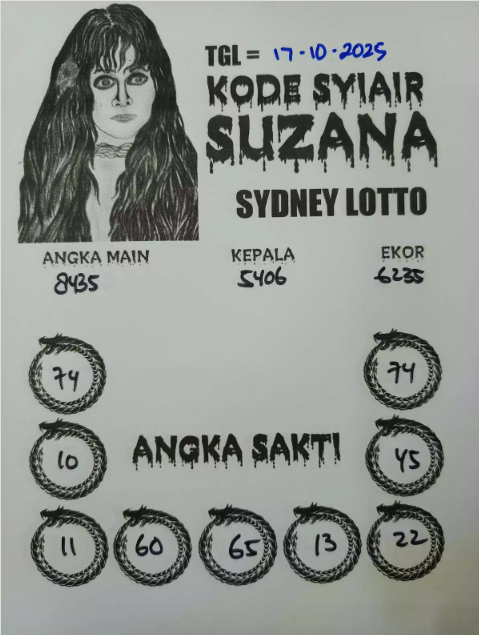 TGL = 17-10-2025
KODE SYIAIR
SUZANA
SYDNEY LOTTO
ANGKA MAIN KEPALA EKOR
8435 5406 6235
74 74
10 ANGKA SAKTI 45
11 60 65 13 22